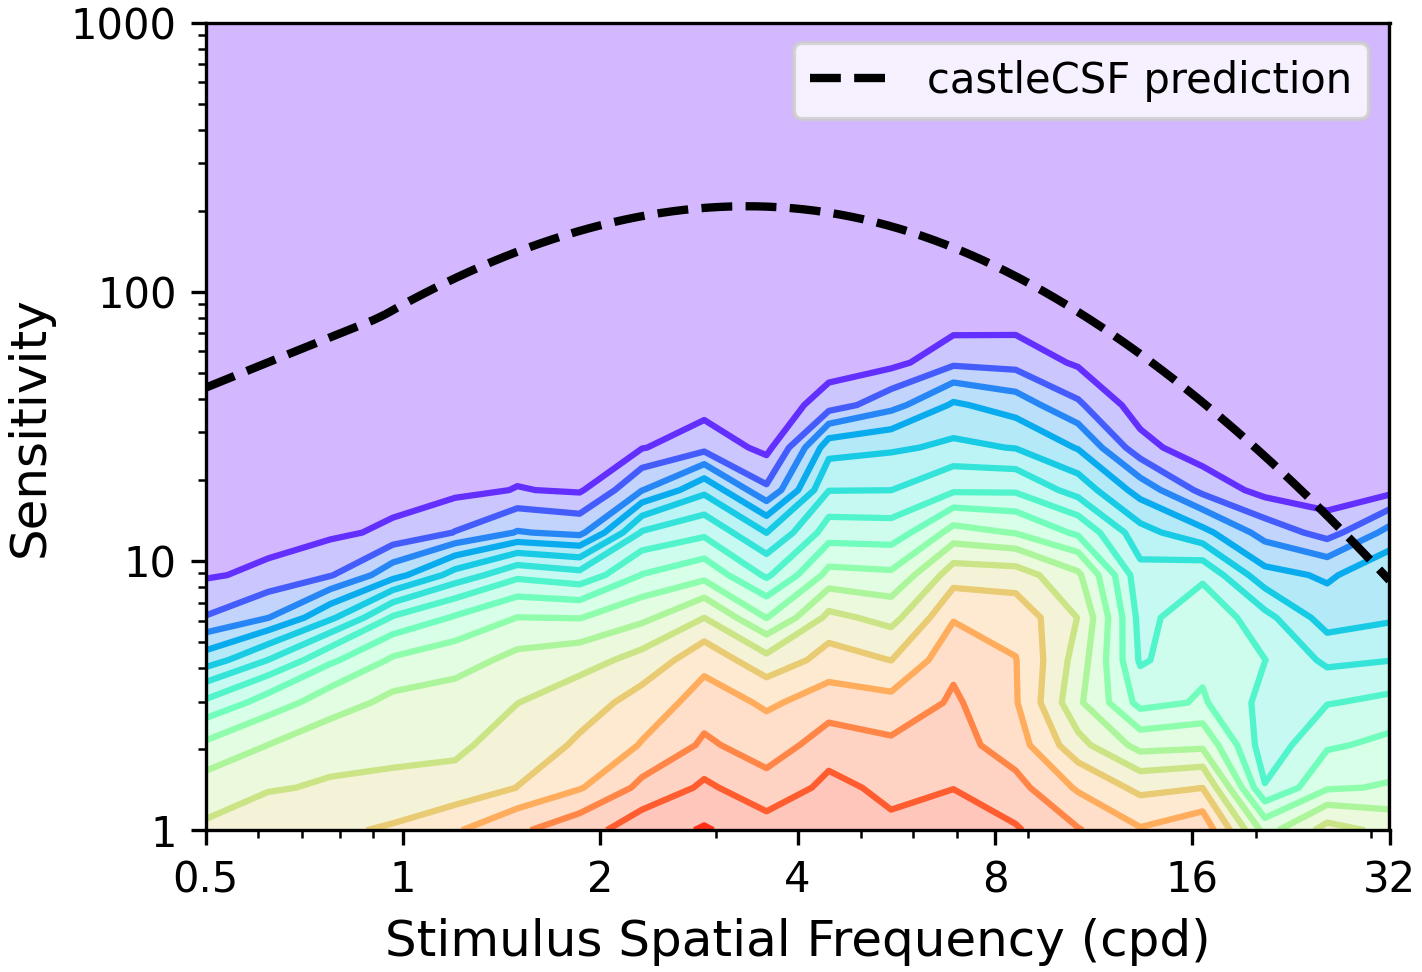 1000
100
10
1
Sensitivity
castleCSF prediction
0.5 1 2 4 8 16 32
Stimulus Spatial Frequency (cpd)